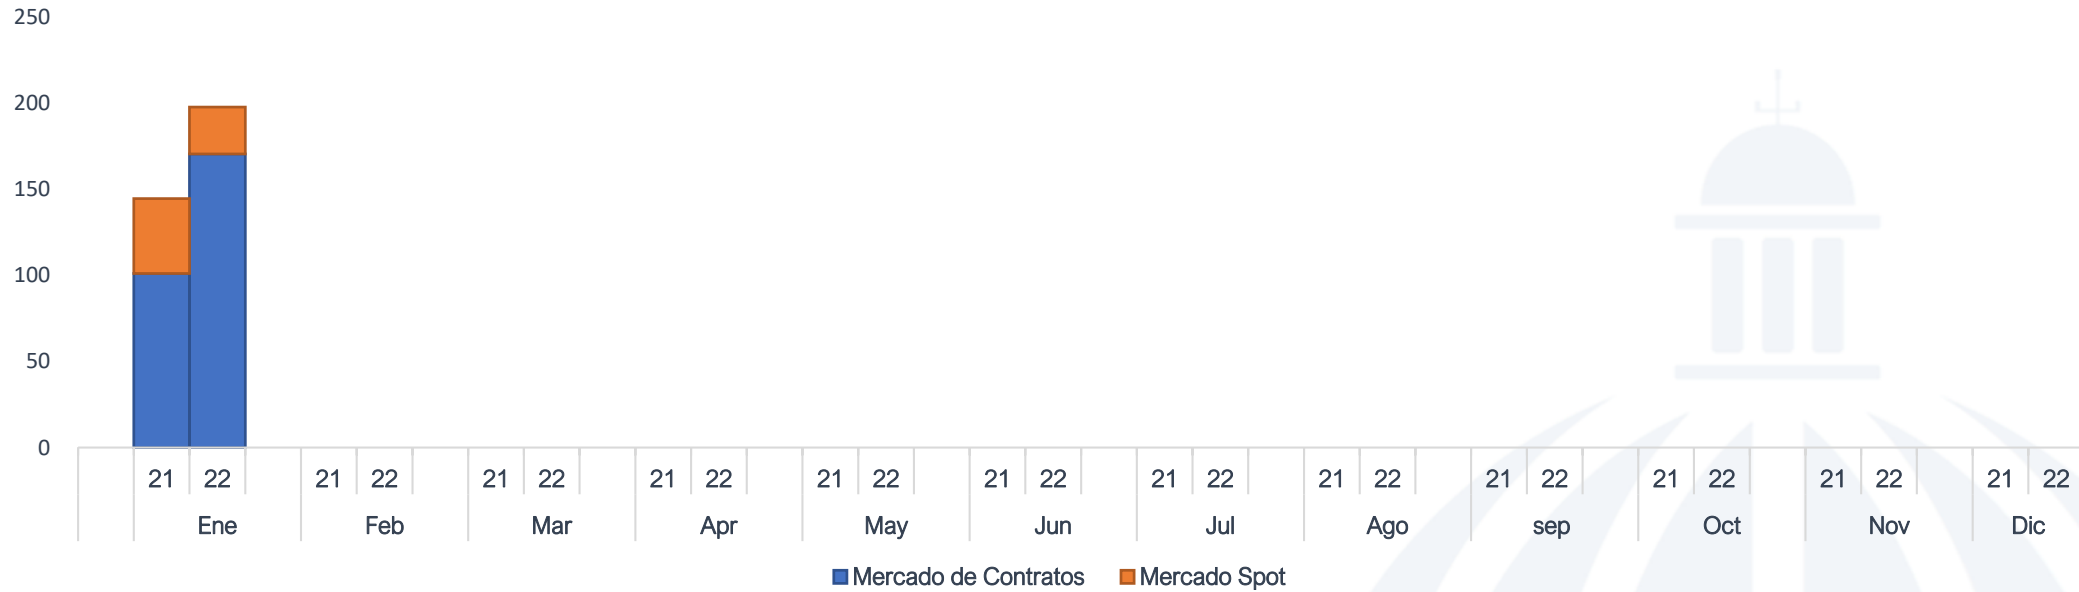 250
200
150
100
50
0
21 22 21 22 21 22 21 22 21 22 21 22 21 22 21 22 21 22 21 22 21 22 21 22
Ene Feb Mar Apr May Jun Jul Ago sep Oct Nov Dic
Mercado de Contratos Mercado Spot